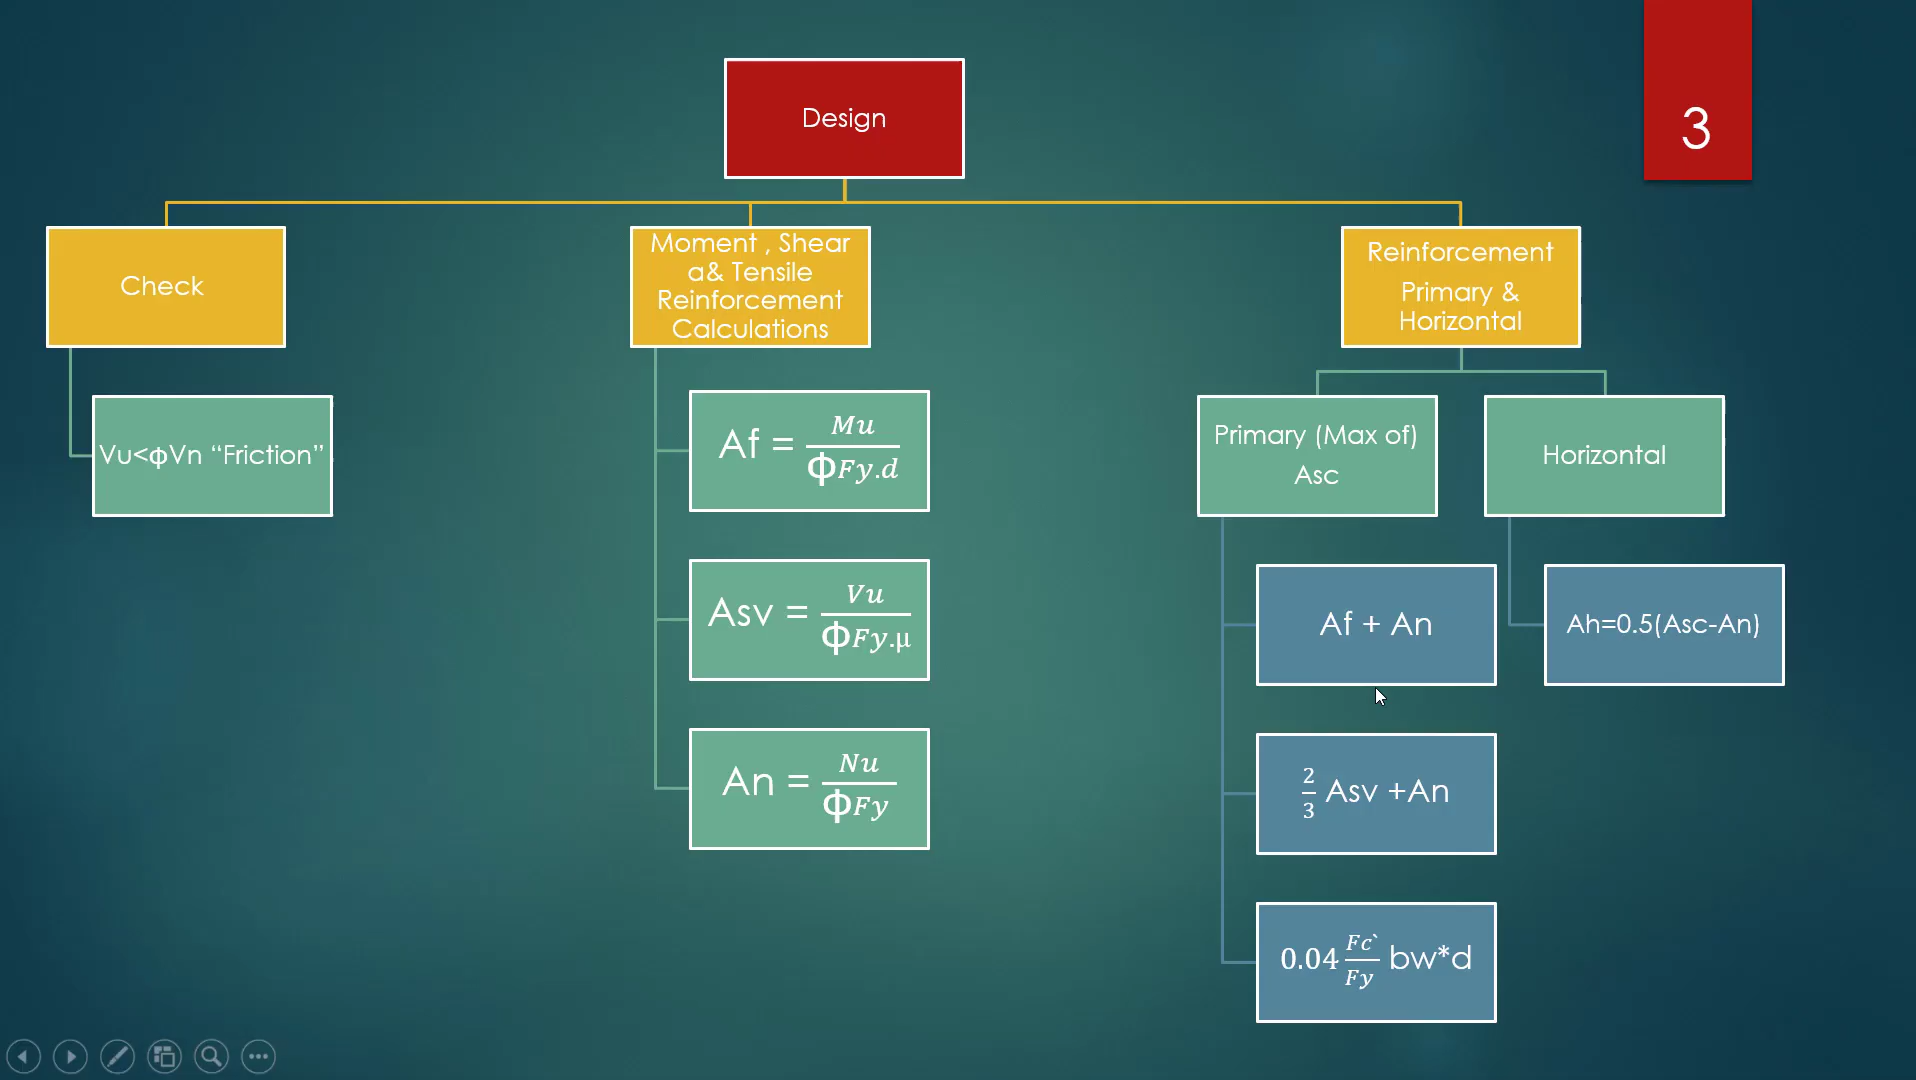 Design
3
Check
Moment , Shear
a& Tensile
Reinforcement
Calculations
Reinforcement
Primary &
Horizontal
Vu<ϕVn “Friction”
Af = Mu / ϕFy.d
Asv = Vu / ϕFy.μ
An = Nu / ϕFy
Primary (Max of)
Asc
Horizontal
Af + An
2/3 Asv +An
0.04 Fc`/Fy bw*d
Ah=0.5(Asc-An)